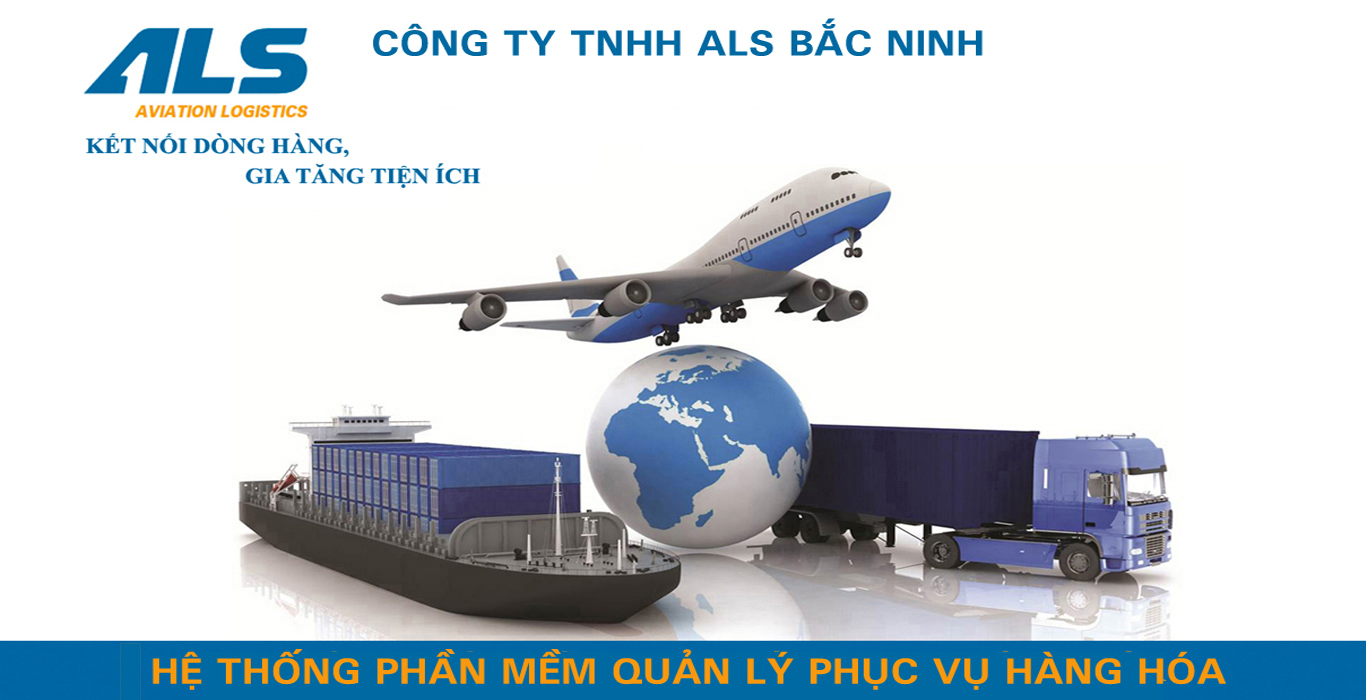 ALS
CÔNG TY TNHH ALS BẮC NINH
AVIATION LOGISTICS
KẾT NỐI DÒNG HÀNG,
GIA TĂNG TIỆN ÍCH
HỆ THỐNG PHẦN MỀM QUẢN LÝ PHỤC VỤ HÀNG HÓA